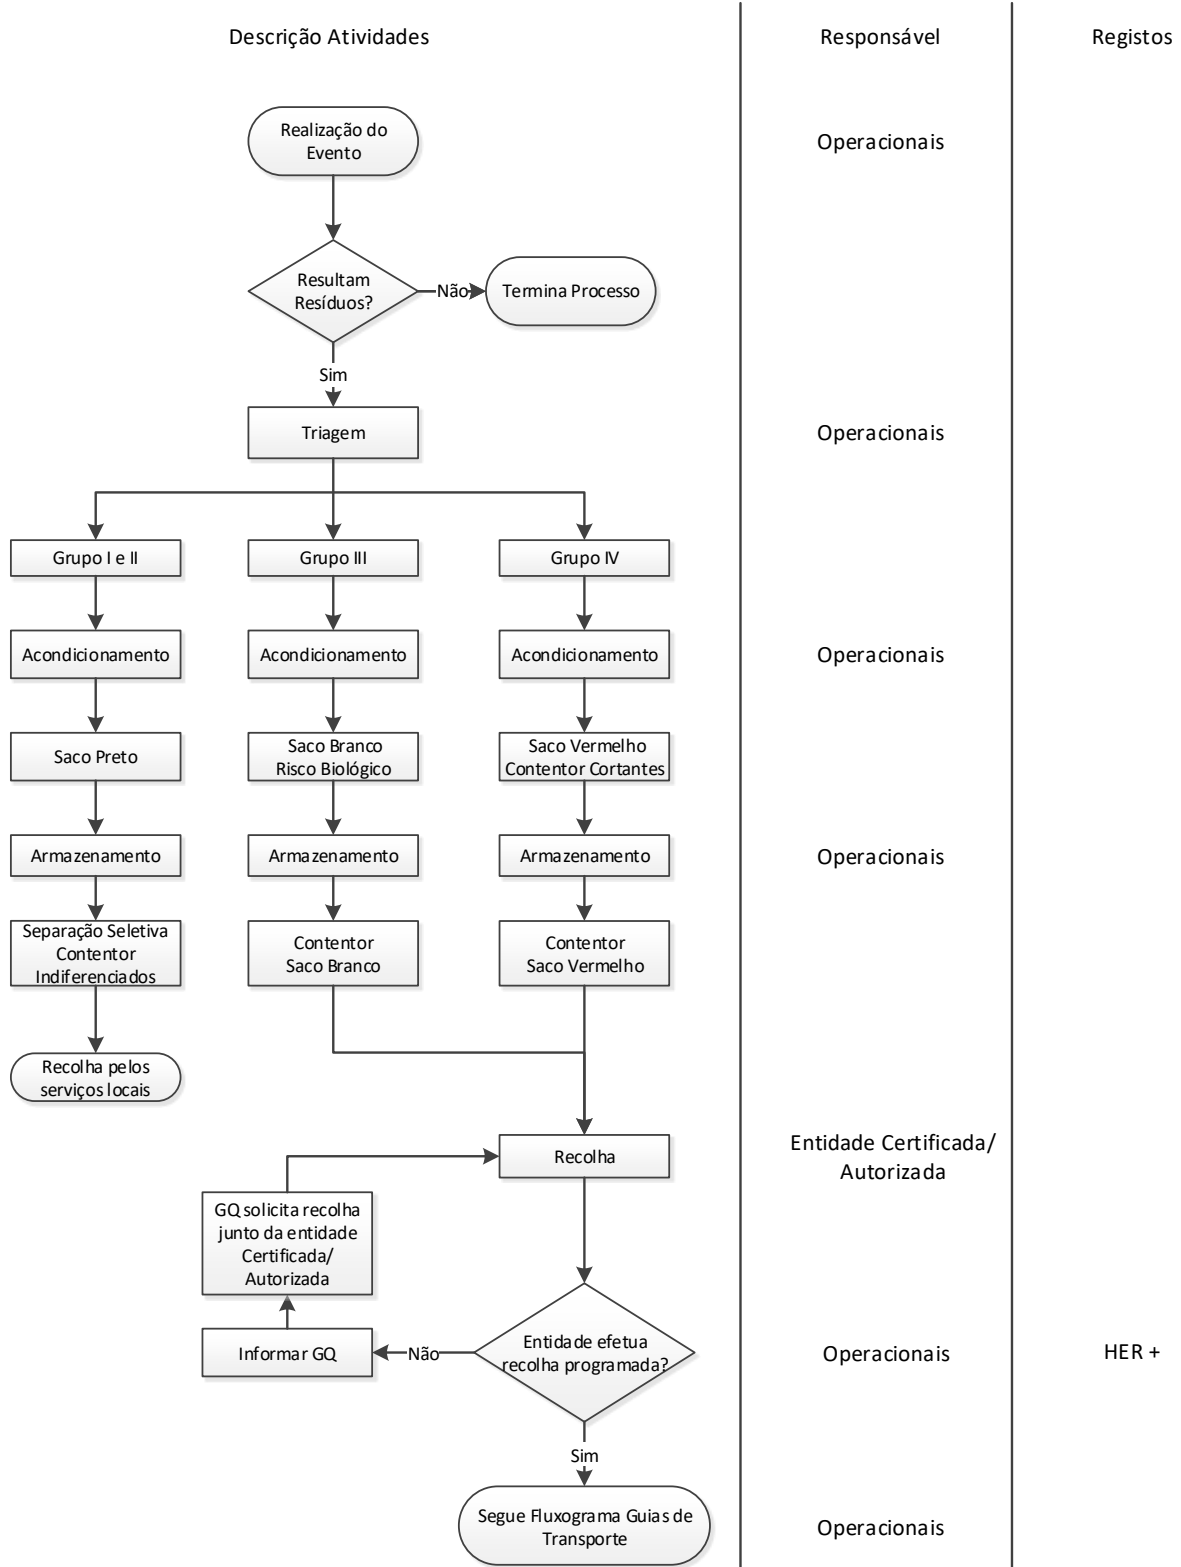 Descrição Atividades
Responsável
Registos
Realização do
Evento
Operacionais
Resultam
Resíduos?
Não
Termina Processo
Sim
Triagem
Operacionais
Grupo I e II
Grupo III
Grupo IV
Acondicionamento
Acondicionamento
Acondicionamento
Operacionais
Saco Preto
Saco Branco
Risco Biológico
Saco Vermelho
Contentor Cortantes
Armazenamento
Armazenamento
Armazenamento
Operacionais
Separação Seletiva
Contentor
Indiferenciados
Contentor
Saco Branco
Contentor
Saco Vermelho
Recolha pelos
serviços locais
Recolha
Entidade Certificada/
Autorizada
GQ solicita recolha
junto da entidade
Certificada/
Autorizada
Informar GQ
Não
Entidade efetua
recolha programada?
Operacionais
HER +
Sim
Segue Fluxograma Guias de
Transporte
Operacionais